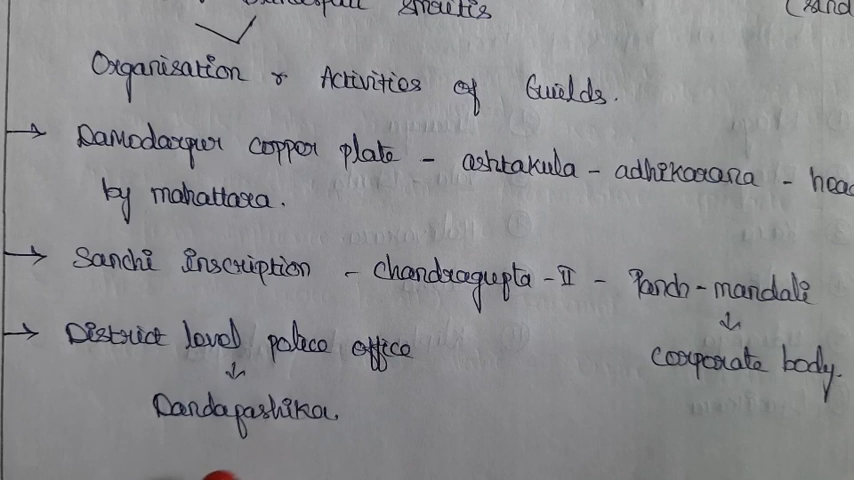 smritis
Organisation & Activities of Guilds.
→ Damodarpur copper plate - ashtakula - adhikarana - head
by mahattara.
→ Sanchi inscription - chandragupta - II - Panch - mandali
↓
corporate body.
→ District level police office
↓
Dandapashika.